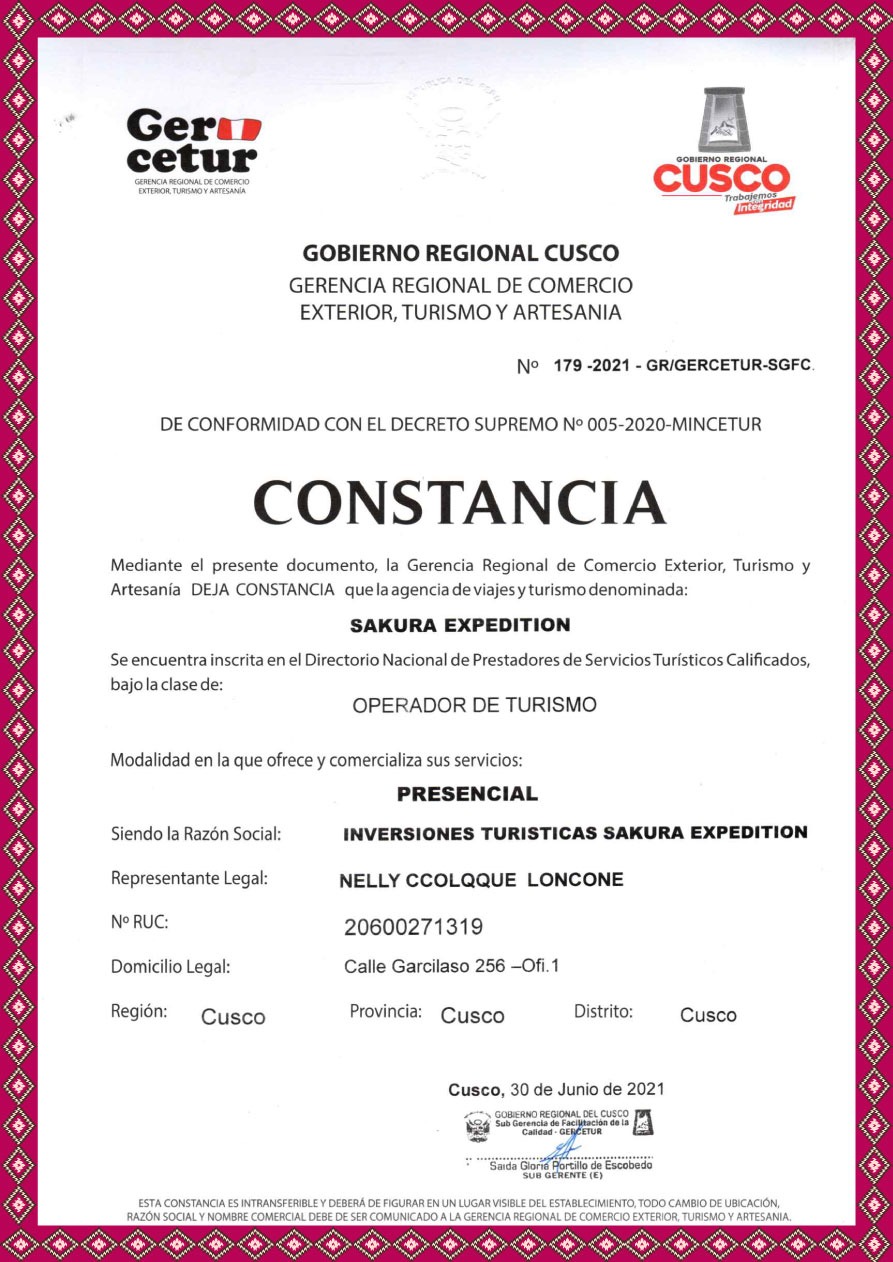 Ger
cetur
GERENCIA REGIONAL DE COMERCIO
EXTERIOR, TURISMO Y ARTESANÍA
GOBIERNO REGIONAL
CUSCO
Trabajemos
Integridad
GOBIERNO REGIONAL CUSCO
GERENCIA REGIONAL DE COMERCIO
EXTERIOR, TURISMO Y ARTESANIA
Nº 179 -2021 - GR/GERCETUR-SGFC.
DE CONFORMIDAD CON EL DECRETO SUPREMO Nº 005-2020-MINCETUR
CONSTANCIA
Mediante el presente documento, la Gerencia Regional de Comercio Exterior, Turismo y
Artesanía DEJA CONSTANCIA que la agencia de viajes y turismo denominada:
SAKURA EXPEDITION
Se encuentra inscrita en el Directorio Nacional de Prestadores de Servicios Turísticos Calificados,
bajo la clase de:
OPERADOR DE TURISMO
Modalidad en la que ofrece y comercializa sus servicios:
PRESENCIAL
Siendo la Razón Social: INVERSIONES TURISTICAS SAKURA EXPEDITION
Representante Legal: NELLY CCOLQQUE LONCONE
Nº RUC: 20600271319
Domicilio Legal: Calle Garcilaso 256 –Ofi.1
Región: Cusco Provincia: Cusco Distrito: Cusco
Cusco, 30 de Junio de 2021
GOBIERNO REGIONAL DEL CUSCO
Sub Gerencia de Facilitación de la
Calidad - GERCETUR
Saida Gloria Portillo de Escobedo
SUB GERENTE (E)
ESTA CONSTANCIA ES INTRANSFERIBLE Y DEBERÁ DE FIGURAR EN UN LUGAR VISIBLE DEL ESTABLECIMIENTO, TODO CAMBIO DE UBICACIÓN,
RAZÓN SOCIAL Y NOMBRE COMERCIAL DEBE DE SER COMUNICADO A LA GERENCIA REGIONAL DE COMERCIO EXTERIOR, TURISMO Y ARTESANIA.